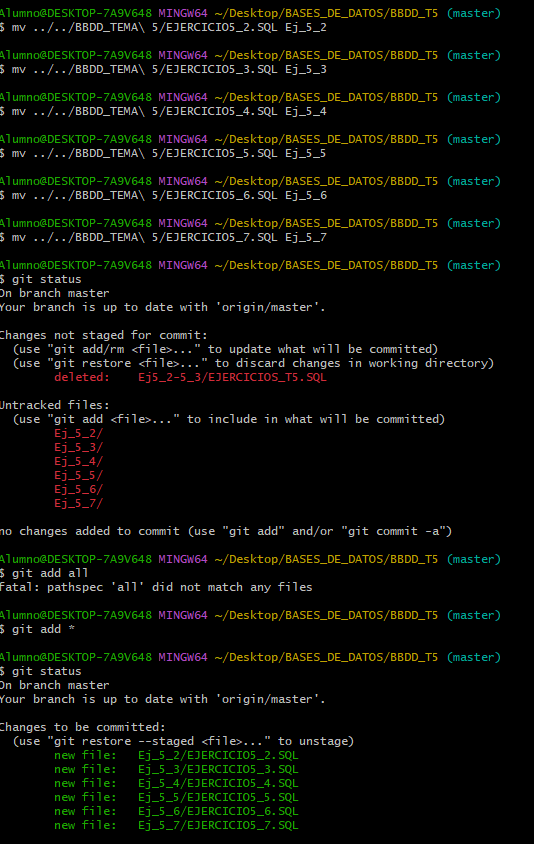 Alumno@DESKTOP-7A9V648 MINGW64 ~/Desktop/BASES_DE_DATOS/BBDD_T5 (master)
$ mv ../../BBDD_TEMA\ 5/EJERCICIO5_2.SQL Ej_5_2
Alumno@DESKTOP-7A9V648 MINGW64 ~/Desktop/BASES_DE_DATOS/BBDD_T5 (master)
$ mv ../../BBDD_TEMA\ 5/EJERCICIO5_3.SQL Ej_5_3
Alumno@DESKTOP-7A9V648 MINGW64 ~/Desktop/BASES_DE_DATOS/BBDD_T5 (master)
$ mv ../../BBDD_TEMA\ 5/EJERCICIO5_4.SQL Ej_5_4
Alumno@DESKTOP-7A9V648 MINGW64 ~/Desktop/BASES_DE_DATOS/BBDD_T5 (master)
$ mv ../../BBDD_TEMA\ 5/EJERCICIO5_5.SQL Ej_5_5
Alumno@DESKTOP-7A9V648 MINGW64 ~/Desktop/BASES_DE_DATOS/BBDD_T5 (master)
$ mv ../../BBDD_TEMA\ 5/EJERCICIO5_6.SQL Ej_5_6
Alumno@DESKTOP-7A9V648 MINGW64 ~/Desktop/BASES_DE_DATOS/BBDD_T5 (master)
$ mv ../../BBDD_TEMA\ 5/EJERCICIO5_7.SQL Ej_5_7
Alumno@DESKTOP-7A9V648 MINGW64 ~/Desktop/BASES_DE_DATOS/BBDD_T5 (master)
$ git status
On branch master
Your branch is up to date with 'origin/master'.
Changes not staged for commit:
(use "git add/rm <file>..." to update what will be committed)
(use "git restore <file>..." to discard changes in working directory)
deleted: Ej5_2-5_3/EJERCICIOS_T5.SQL
Untracked files:
(use "git add <file>..." to include in what will be committed)
Ej_5_2/
Ej_5_3/
Ej_5_4/
Ej_5_5/
Ej_5_6/
Ej_5_7/
no changes added to commit (use "git add" and/or "git commit -a")
Alumno@DESKTOP-7A9V648 MINGW64 ~/Desktop/BASES_DE_DATOS/BBDD_T5 (master)
$ git add all
fatal: pathspec 'all' did not match any files
Alumno@DESKTOP-7A9V648 MINGW64 ~/Desktop/BASES_DE_DATOS/BBDD_T5 (master)
$ git add *
Alumno@DESKTOP-7A9V648 MINGW64 ~/Desktop/BASES_DE_DATOS/BBDD_T5 (master)
$ git status
On branch master
Your branch is up to date with 'origin/master'.
Changes to be committed:
(use "git restore --staged <file>..." to unstage)
new file: Ej_5_2/EJERCICIO5_2.SQL
new file: Ej_5_3/EJERCICIO5_3.SQL
new file: Ej_5_4/EJERCICIO5_4.SQL
new file: Ej_5_5/EJERCICIO5_5.SQL
new file: Ej_5_6/EJERCICIO5_6.SQL
new file: Ej_5_7/EJERCICIO5_7.SQL